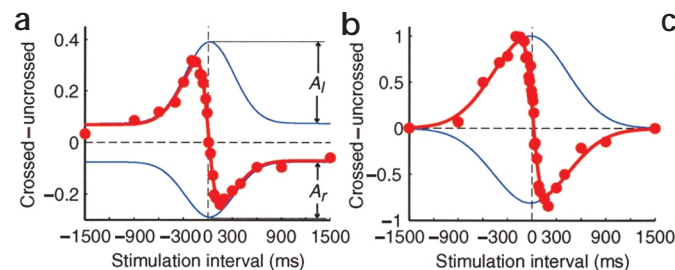 a
b
c
Crossed–uncrossed
0.4
0.2
0
−0.2
A_l
A_r
−1500
−900
−300
0
300
900
1500
Stimulation interval (ms)
Crossed–uncrossed
1
0.5
0
−0.5
−1
−1500
−900
−300
0
300
900
1500
Stimulation interval (ms)